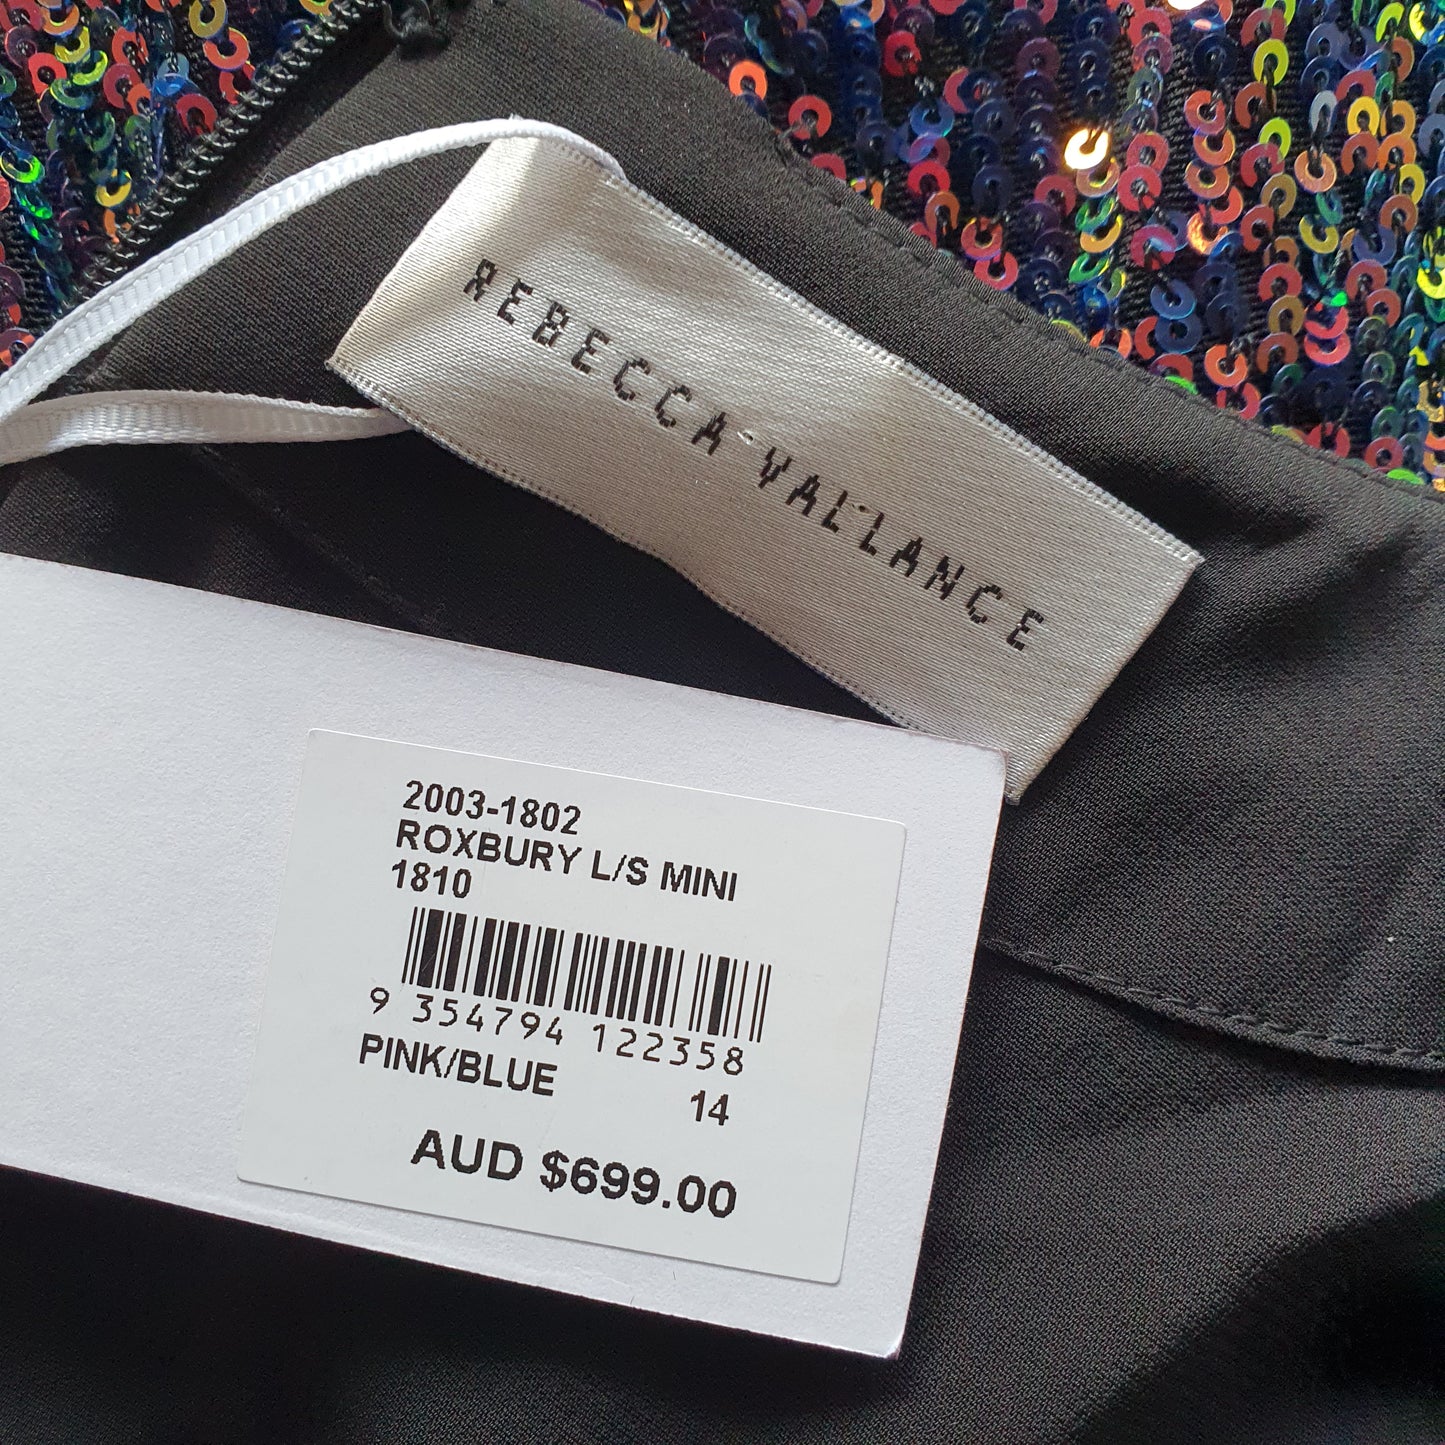 REBECCA VALLANCE
2003-1802
ROXBURY L/S MINI
1810
9 354794 122358
PINK/BLUE 14
AUD $699.00